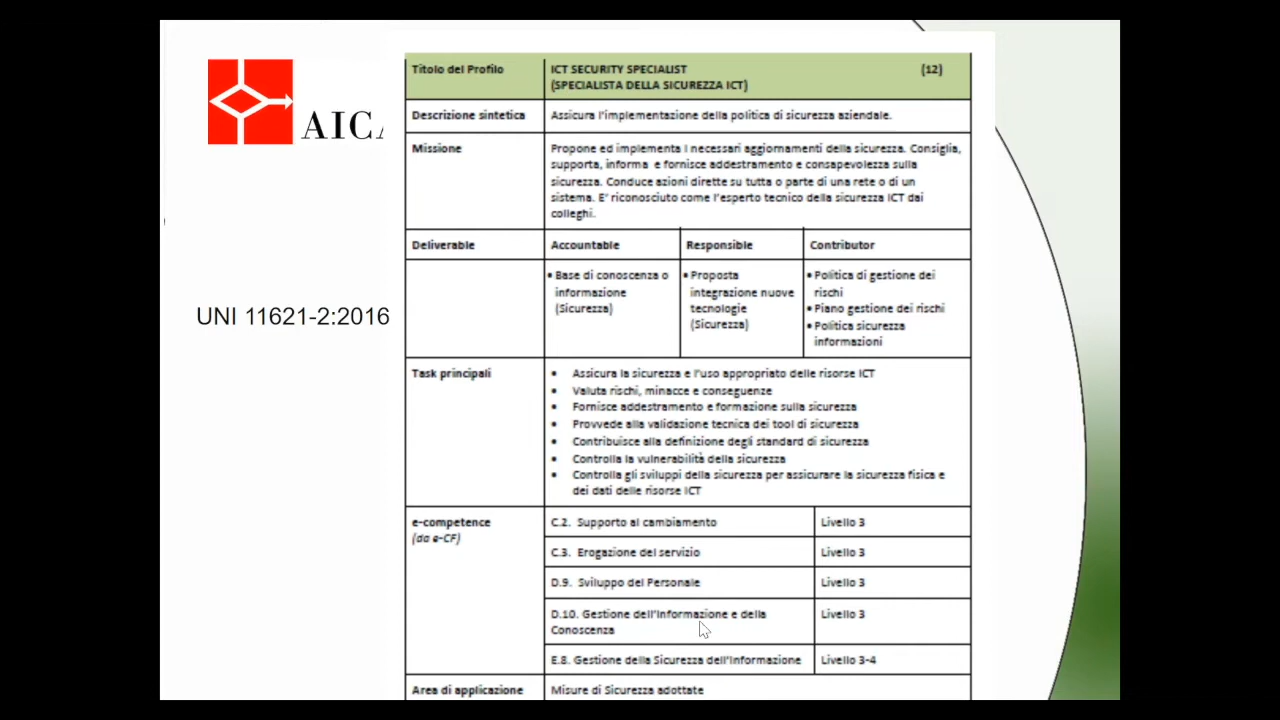 AICA
UNI 11621-2:2016
Titolo del Profilo
ICT SECURITY SPECIALIST
(12)
(SPECIALISTA DELLA SICUREZZA ICT)
Descrizione sintetica
Assicura l'implementazione della politica di sicurezza aziendale.
Missione
Propone ed implementa i necessari aggiornamenti della sicurezza. Consiglia,
supporta, informa e fornisce addestramento e consapevolezza sulla
sicurezza. Conduce azioni dirette su tutta o parte di una rete o di un
sistema. E' riconosciuto come l'esperto tecnico della sicurezza ICT dai
colleghi.
Deliverable
Accountable
Responsible
Contributor
• Base di conoscenza o
informazione
(Sicurezza)
• Proposta
integrazione nuove
tecnologie
(Sicurezza)
• Politica di gestione dei
rischi
• Piano gestione dei rischi
• Politica sicurezza
informazioni
Task principali
• Assicura la sicurezza e l'uso appropriato delle risorse ICT
• Valuta rischi, minacce e conseguenze
• Fornisce addestramento e formazione sulla sicurezza
• Provvede alla validazione tecnica dei tool di sicurezza
• Contribuisce alla definizione degli standard di sicurezza
• Controlla la vulnerabilità della sicurezza
• Controlla gli sviluppi della sicurezza per assicurare la sicurezza fisica e
dei dati delle risorse ICT
e-competence
(da e-CF)
C.2. Supporto al cambiamento
Livello 3
C.3. Erogazione del servizio
Livello 3
D.9. Sviluppo del Personale
Livello 3
D.10. Gestione dell'Informazione e della
Conoscenza
Livello 3
E.8. Gestione della Sicurezza dell'Informazione
Livello 3-4
Area di applicazione
Misure di Sicurezza adottate